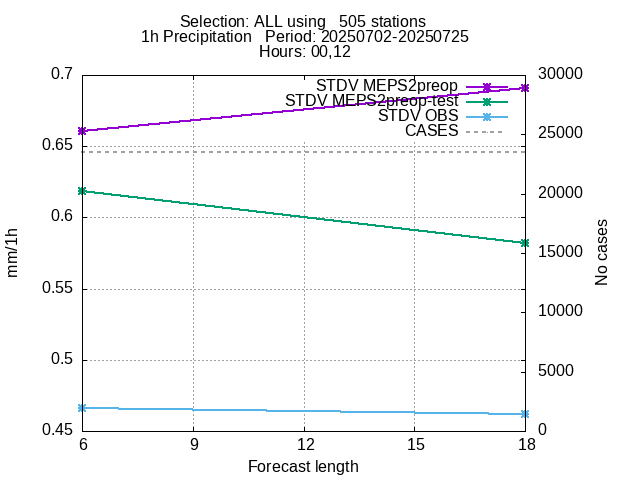 Selection: ALL using   505 stations
1h Precipitation   Period: 20250702-20250725
Hours: 00,12
0.7
0.65
0.6
0.55
0.5
0.45
mm/1h
STDV MEPS2preop
STDV MEPS2preop-test
STDV OBS
CASES
30000
25000
20000
15000
10000
5000
0
No cases
6
9
12
15
18
Forecast length